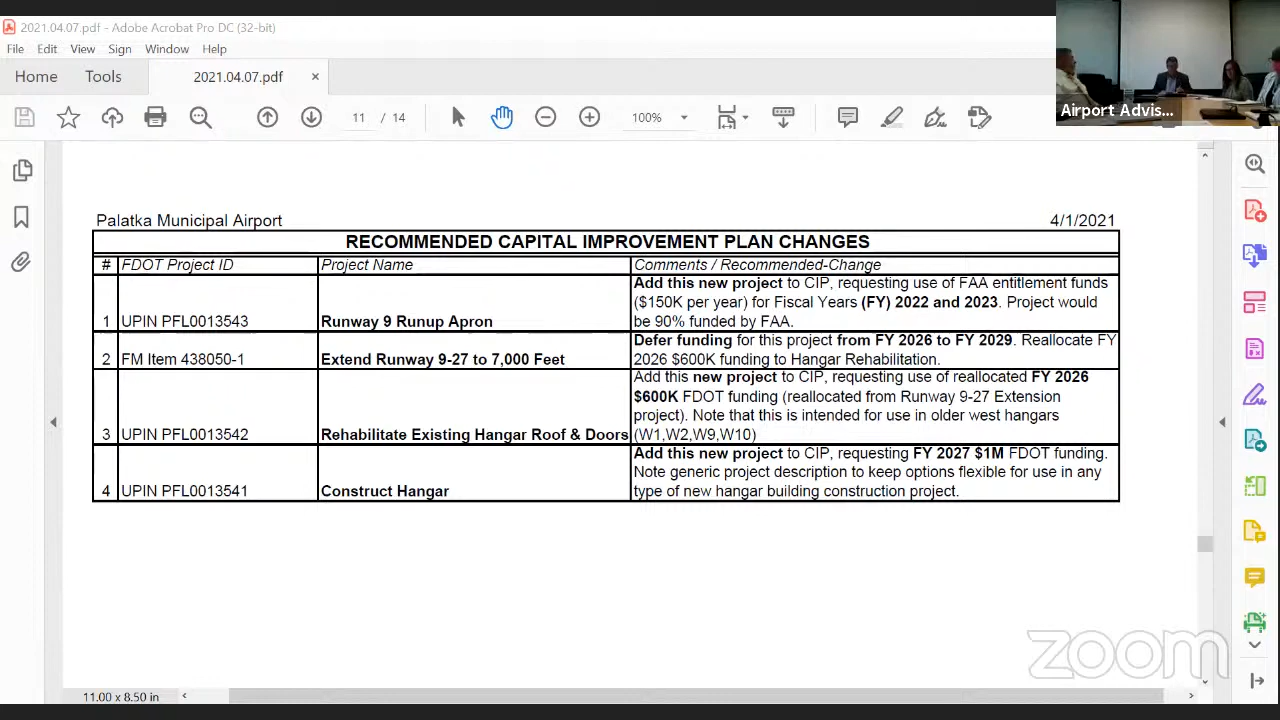 2021.04.07.pdf - Adobe Acrobat Pro DC (32-bit)
File Edit View Sign Window Help
Home Tools 2021.04.07.pdf ×
11 / 14 100%
Airport Advis...
Palatka Municipal Airport 4/1/2021
RECOMMENDED CAPITAL IMPROVEMENT PLAN CHANGES
# FDOT Project ID Project Name Comments / Recommended-Change
1 UPIN PFL0013543 Runway 9 Runup Apron
Add this new project to CIP, requesting use of FAA entitlement funds
($150K per year) for Fiscal Years (FY) 2022 and 2023. Project would
be 90% funded by FAA.
2 FM Item 438050-1 Extend Runway 9-27 to 7,000 Feet
Defer funding for this project from FY 2026 to FY 2029. Reallocate FY
2026 $600K funding to Hangar Rehabilitation.
3 UPIN PFL0013542 Rehabilitate Existing Hangar Roof & Doors
Add this new project to CIP, requesting use of reallocated FY 2026
$600K FDOT funding (reallocated from Runway 9-27 Extension
project). Note that this is intended for use in older west hangars
(W1,W2,W9,W10)
4 UPIN PFL0013541 Construct Hangar
Add this new project to CIP, requesting FY 2027 $1M FDOT funding.
Note generic project description to keep options flexible for use in any
type of new hangar building construction project.
zoom
11.00 x 8.50 in